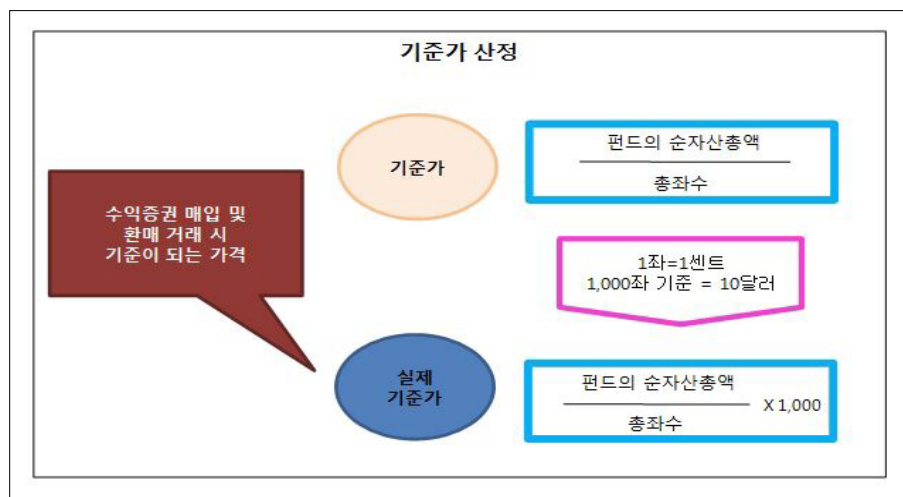 기준가 산정
기준가
펀드의 순자산총액
총좌수
수익증권 매입 및
환매 거래 시
기준이 되는 가격
1좌=1센트
1,000좌 기준 = 10달러
실제
기준가
펀드의 순자산총액
총좌수
X 1,000